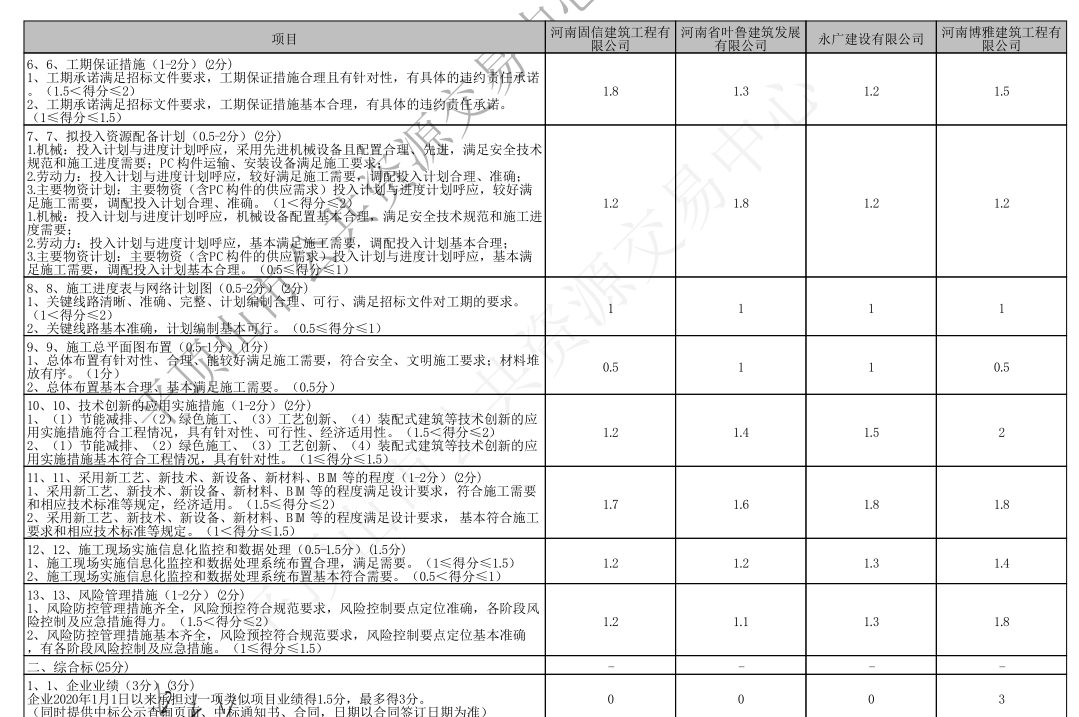 项目
河南固信建筑工程有
限公司
河南省叶鲁建筑发展
有限公司
永广建设有限公司
河南博雅建筑工程有
限公司
6、6、工期保证措施（1-2分）(2分)
1、工期承诺满足招标文件要求，工期保证措施合理且有针对性，有具体的违约责任承诺
。（1.5＜得分≤2）
2、工期承诺满足招标文件要求，工期保证措施基本合理，有具体的违约责任承诺。
（1≤得分≤1.5）
1.8
1.3
1.2
1.5
7、7、拟投入资源配备计划（0.5-2分）(2分)
1.机械：投入计划与进度计划呼应，采用先进机械设备且配置合理、先进，满足安全技术
规范和施工进度需要；PC构件运输、安装设备满足施工要求；
2.劳动力：投入计划与进度计划呼应，较好满足施工需要，调配投入计划合理、准确；
3.主要物资计划：主要物资（含PC构件的供应需求）投入计划与进度计划呼应，较好满
足施工需要，调配投入计划合理、准确。（1＜得分≤2）
1.机械：投入计划与进度计划呼应，机械设备配置基本合理，满足安全技术规范和施工进
度需要；
2.劳动力：投入计划与进度计划呼应，基本满足施工需要，调配投入计划基本合理；
3.主要物资计划：主要物资（含PC构件的供应需求）投入计划与进度计划呼应，基本满
足施工需要，调配投入计划基本合理。（0.5≤得分≤1）
1.2
1.8
1.2
1.2
8、8、施工进度表与网络计划图（0.5-2分）(2分)
1、关键线路清晰、准确、完整、计划编制合理、可行、满足招标文件对工期的要求。
（1＜得分≤2）
2、关键线路基本准确，计划编制基本可行。（0.5≤得分≤1）
1
1
1
1
9、9、施工总平面图布置（0.5-1分）(1分)
1、总体布置有针对性、合理、能较好满足施工需要，符合安全、文明施工要求；材料堆
放有序。（1分）
2、总体布置基本合理，基本满足施工需要。（0.5分）
0.5
1
1
0.5
10、10、技术创新的应用实施措施（1-2分）(2分)
1、（1）节能减排、（2）绿色施工、（3）工艺创新、（4）装配式建筑等技术创新的应
用实施措施符合工程情况，具有针对性、可行性、经济适用性。（1.5＜得分≤2）
2、（1）节能减排、（2）绿色施工、（3）工艺创新、（4）装配式建筑等技术创新的应
用实施措施基本符合工程情况，具有针对性。（1≤得分≤1.5）
1.2
1.4
1.5
2
11、11、采用新工艺、新技术、新设备、新材料、BIM 等的程度（1-2分）(2分)
1、采用新工艺、新技术、新设备、新材料、BIM 等的程度满足设计要求，符合施工需要
和相应技术标准等规定，经济适用。（1.5≤得分≤2）
2、采用新工艺、新技术、新设备、新材料、BIM 等的程度满足设计要求， 基本符合施工
要求和相应技术标准等规定。（1＜得分≤1.5）
1.7
1.6
1.8
1.8
12、12、施工现场实施信息化监控和数据处理（0.5-1.5分）(1.5分)
1、施工现场实施信息化监控和数据处理系统布置合理，满足需要。（1≤得分≤1.5）
2、施工现场实施信息化监控和数据处理系统布置基本符合需要。（0.5＜得分≤1）
1.2
1.2
1.3
1.4
13、13、风险管理措施（1-2分）(2分)
1、风险防控管理措施齐全，风险预控符合规范要求，风险控制要点定位准确，各阶段风
险控制及应急措施得力。（1.5＜得分≤2）
2、风险防控管理措施基本齐全，风险预控符合规范要求，风险控制要点定位基本准确
，有各阶段风险控制及应急措施。（1≤得分≤1.5）
1.2
1.1
1.3
1.8
二、综合标(25分)
–
–
–
–
1、1、企业业绩（3分）(3分)
企业2020年1月1日以来承担过一项类似项目业绩得1.5分，最多得3分。
（同时提供中标公示查询页面、中标通知书、合同，日期以合同签订日期为准）
0
0
0
3
平顶山市公共资源交易中心